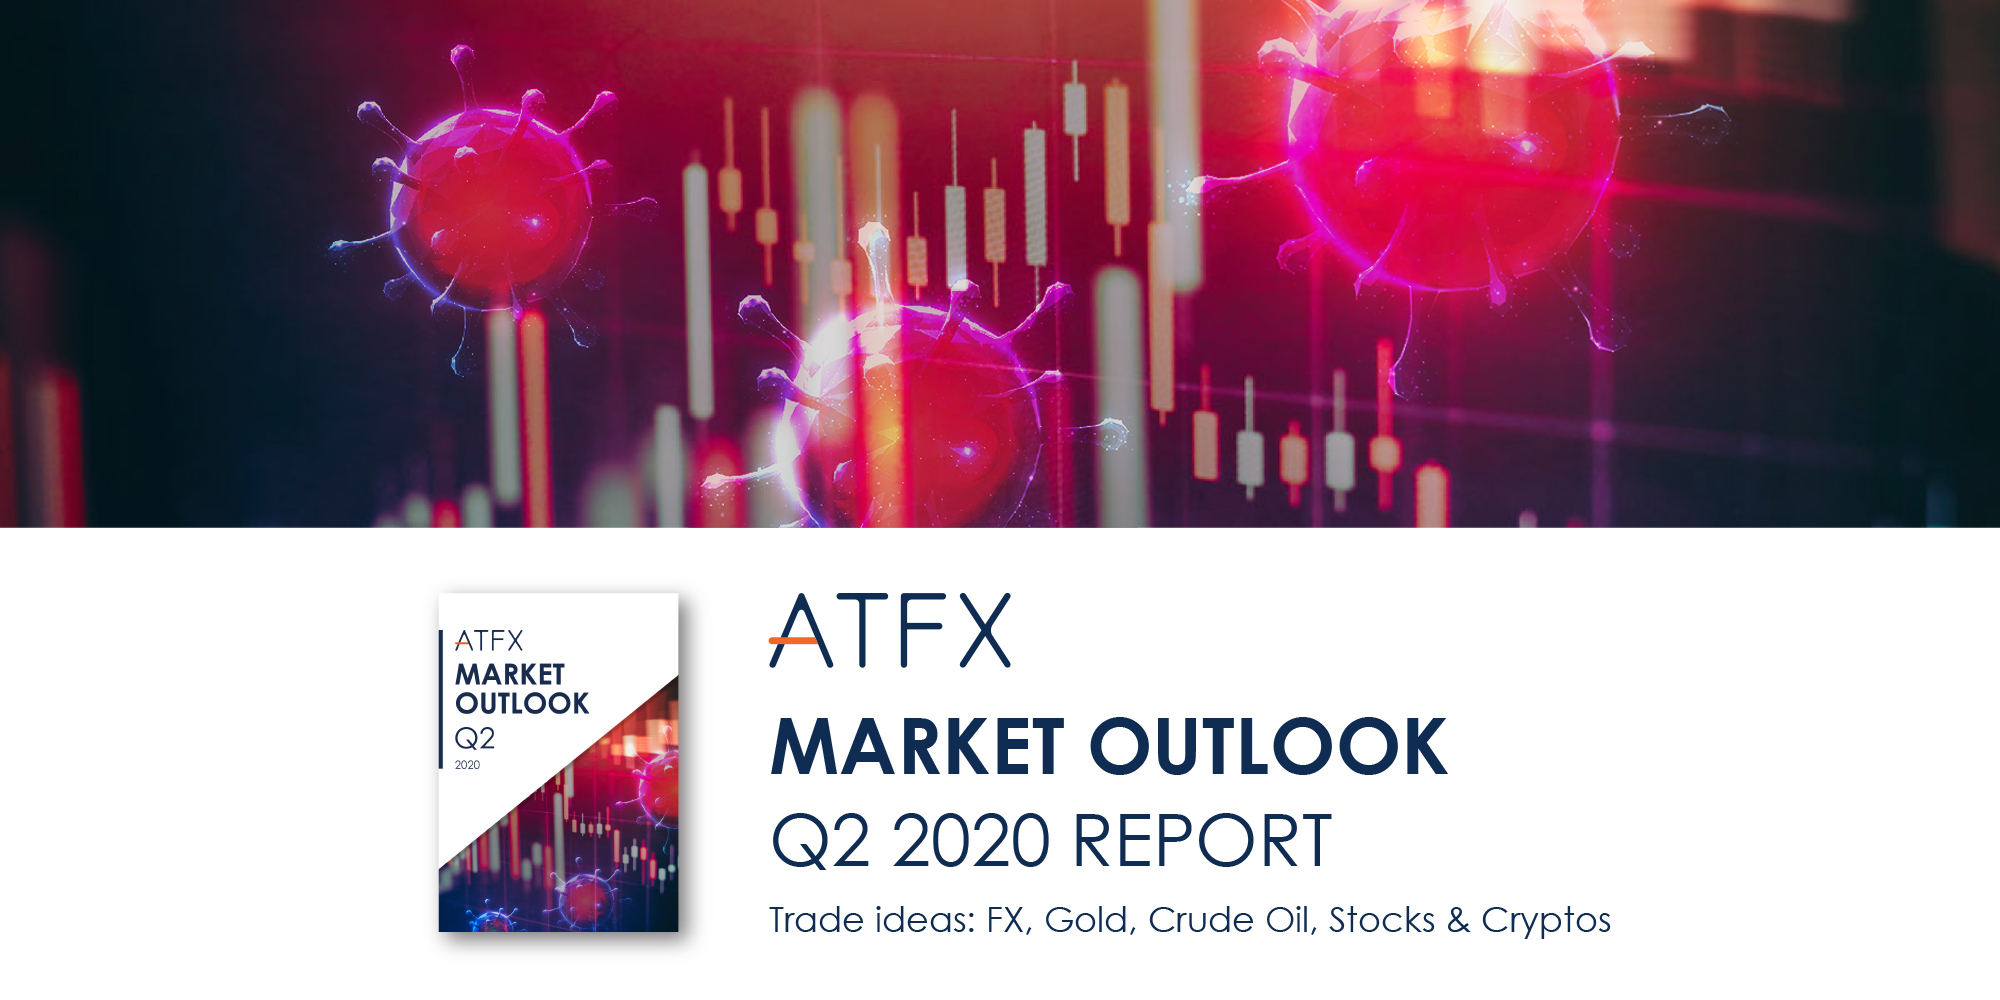 ATFX
MARKET
OUTLOOK
Q2
2020
ATFX
MARKET OUTLOOK
Q2 2020 REPORT
Trade ideas: FX, Gold, Crude Oil, Stocks & Cryptos